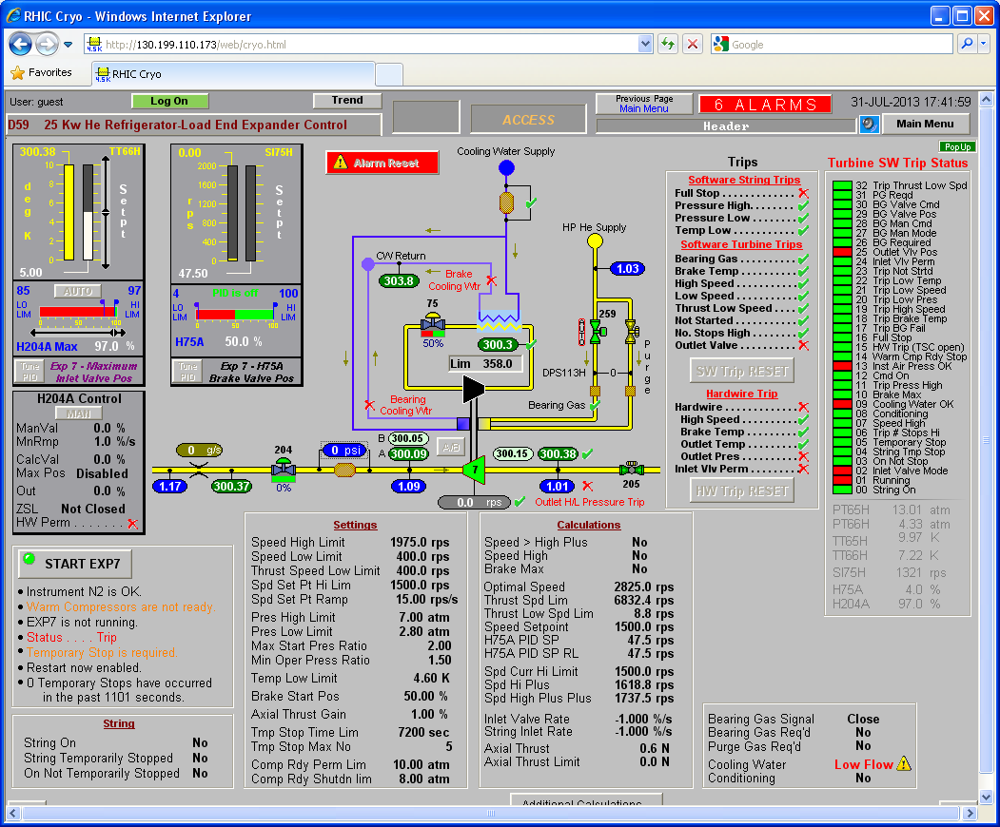 RHIC Cryo - Windows Internet Explorer
4.5K
http://130.199.110.173/web/cryo.html
Google
Favorites
4.5K
RHIC Cryo
User: guest
Log On
Trend
ACCESS
Previous Page
Main Menu
6 ALARMS
31-JUL-2013 17:41:59
D59 25 Kw He Refrigerator-Load End Expander Control
Header
Main Menu
PopUp
300.38 TT66H
10
8
6
4
2
0
deg K
Setpt
5.00
85 AUTO 97
LO LIM
HI LIM
0 50 100
H204A Max 97.0 %
Tune PID
Exp 7 - Maximum
Inlet Valve Pos
0.00 SI75H
2000
1600
1200
800
400
0
rps
Setpt
47.50
4 PID is off 100
LO LIM
HI LIM
0 50 100
H75A 50.0 %
Tune PID
Exp 7 - H75A
Brake Valve Pos
Alarm Reset
Cooling Water Supply
HP He Supply
CW Return
303.8
Brake
Cooling Wtr
1.03
75
50%
300.3
Lim 358.0
259
DPS113H
0
Purge
Bearing
Cooling Wtr
Bearing Gas
H204A Control
MAN
ManVal 0.0 %
MnRmp 1.0 %/s
CalcVal 0.0 %
Max Pos Disabled
Out 0.0 %
ZSL Not Closed
HW Perm . . . . . . .
0 g/s
204
0%
0 psi
B 300.05
A 300.09
A/B
300.15
300.38
7
1.17
300.37
1.09
1.01
205
0.0 rps
Outlet H/L Pressure Trip
Trips
Software String Trips
Full Stop
Pressure High
Pressure Low
Temp Low
Software Turbine Trips
Bearing Gas
Brake Temp
High Speed
Low Speed
Thrust Low Speed
Not Started
No. Stops High
Outlet Valve
SW Trip RESET
Hardwire Trip
Hardwire
High Speed
Brake Temp
Outlet Temp
Outlet Pres
Inlet Vlv Perm
HW Trip RESET
Turbine SW Trip Status
32 Trip Thrust Low Spd
31 PG Reqd
30 BG Valve Cmd
29 BG Valve Pos
28 BG Man Cmd
27 BG Man Mode
26 BG Required
25 Outlet Vlv Pos
24 Inlet Vlv Perm
23 Trip Not Strtd
22 Trip Low Temp
21 Trip Low Speed
20 Trip Low Pres
19 Trip High Speed
18 Trip Brake Temp
17 Trip BG Fail
16 Full Stop
15 HW Trip (TSC open)
14 Warm Cmp Rdy Stop
13 Inst Air Press OK
12 Cmd On
11 Trip Press High
10 Brake Max
09 Cooling Water OK
08 Conditioning
07 Speed High
06 Trip # Stops Hi
05 Temporary Stop
04 String Tmp Stop
03 On Not Stop
02 Inlet Valve Mode
01 Running
00 String On
PT65H 13.01 atm
PT66H 4.33 atm
TT65H 9.97 K
TT66H 7.22 K
SI75H 1321 rps
H75A 4.0 %
H204A 97.0 %
START EXP7
• Instrument N2 is OK.
• Warm Compressors are not ready.
• EXP7 is not running.
• Status . . . . Trip
• Temporary Stop is required.
• Restart now enabled.
• 0 Temporary Stops have occurred
in the past 1101 seconds.
String
String On No
String Temporarily Stopped No
On Not Temporarily Stopped No
Settings
Speed High Limit 1975.0 rps
Speed Low Limit 400.0 rps
Thrust Speed Low Limit 400.0 rps
Spd Set Pt Hi Lim 1500.0 rps
Spd Set Pt Ramp 15.00 rps/s
Pres High Limit 7.00 atm
Pres Low Limit 2.80 atm
Max Start Pres Ratio 2.00
Min Oper Press Ratio 1.50
Temp Low Limit 4.60 K
Brake Start Pos 50.00 %
Axial Thrust Gain 1.00 %
Tmp Stop Time Lim 7200 sec
Tmp Stop Max No 5
Comp Rdy Perm Lim 10.00 atm
Comp Rdy Shutdn lim 8.00 atm
Calculations
Speed > High Plus No
Speed High No
Brake Max No
Optimal Speed 2825.0 rps
Thrust Spd Lim 6832.4 rps
Thrust Low Spd Lim 8.8 rps
Speed Setpoint 1500.0 rps
H75A PID SP 47.5 rps
H75A PID SP RL 47.5 rps
Spd Curr Hi Limit 1500.0 rps
Spd Hi Plus 1618.8 rps
Spd High Plus Plus 1737.5 rps
Inlet Valve Rate -1.000 %/s
String Inlet Rate -1.000 %/s
Axial Thrust 0.6 N
Axial Thrust Limit 0.0 N
Bearing Gas Signal Close
Bearing Gas Req'd No
Purge Gas Req'd No
Cooling Water Low Flow
Conditioning No
Additional Calculations